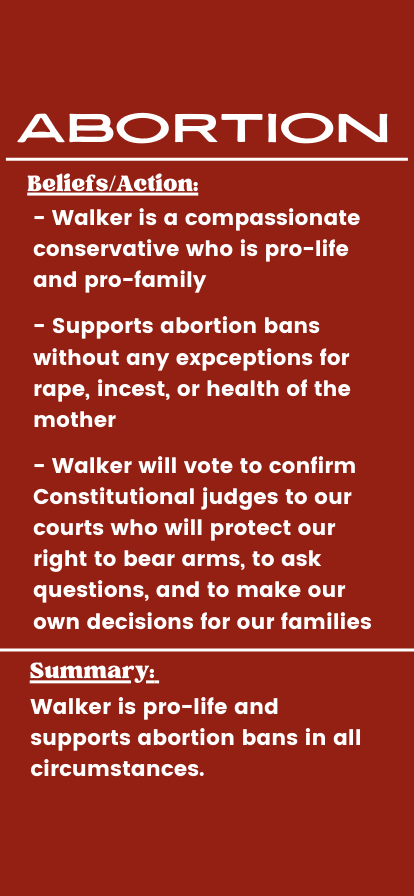 ABORTION
Beliefs/Action:
- Walker is a compassionate
conservative who is pro-life
and pro-family
- Supports abortion bans
without any expceptions for
rape, incest, or health of the
mother
- Walker will vote to confirm
Constitutional judges to our
courts who will protect our
right to bear arms, to ask
questions, and to make our
own decisions for our families
Summary:
Walker is pro-life and
supports abortion bans in all
circumstances.